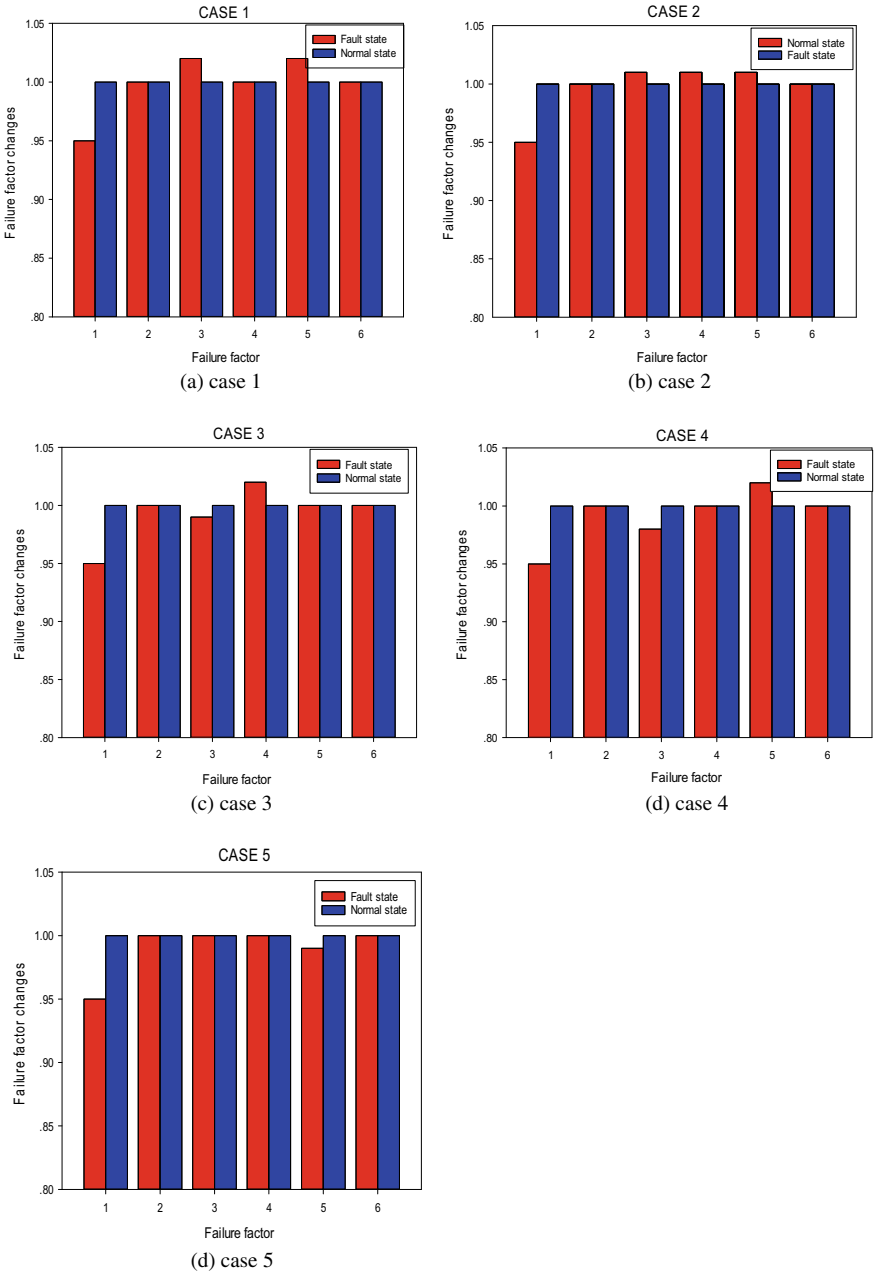 CASE 1
1.05
1.00
.95
.90
.85
.80
Failure factor changes
Fault state
Normal state
1 2 3 4 5 6
Failure factor
(a) case 1
CASE 2
1.05
1.00
.95
.90
.85
.80
Failure factor changes
Normal state
Fault state
1 2 3 4 5 6
Failure factor
(b) case 2
CASE 3
1.05
1.00
.95
.90
.85
.80
Failure factor changes
Fault state
Normal state
1 2 3 4 5 6
Failure factor
(c) case 3
CASE 4
1.05
1.00
.95
.90
.85
.80
Failure factor changes
Fault state
Normal state
1 2 3 4 5 6
Failure factor
(d) case 4
CASE 5
1.05
1.00
.95
.90
.85
.80
Failure factor changes
Fault state
Normal state
1 2 3 4 5 6
Failure factor
(d) case 5